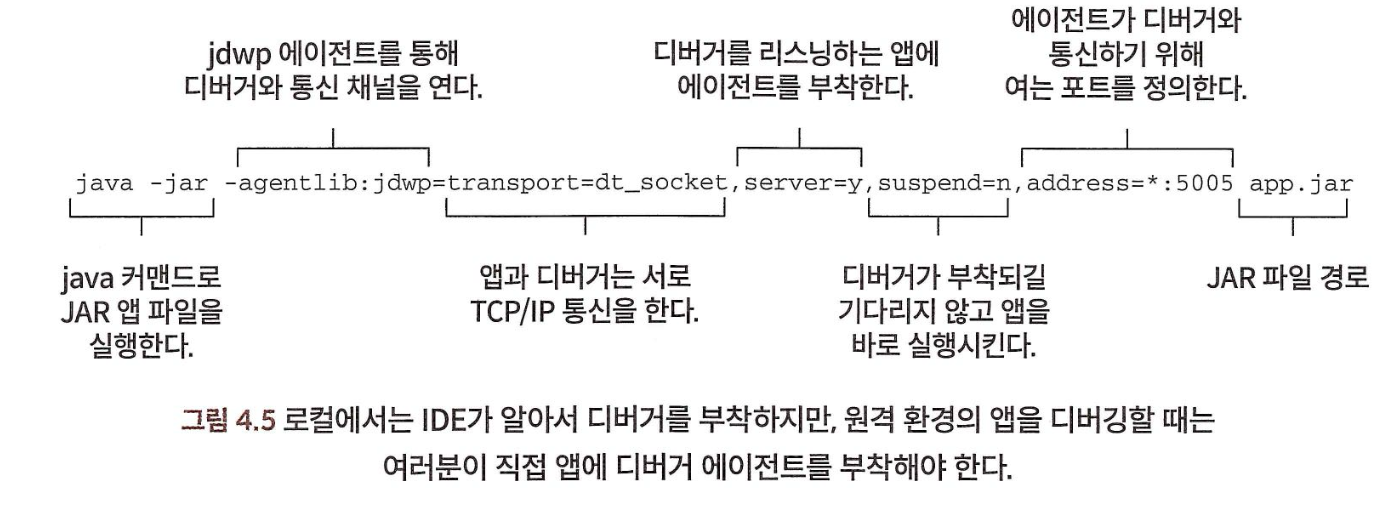 에이전트가 디버거와
통신하기 위해
여는 포트를 정의한다.
jdwp 에이전트를 통해
디버거와 통신 채널을 연다.
디버거를 리스닝하는 앱에
에이전트를 부착한다.
java -jar -agentlib:jdwp=transport=dt_socket,server=y,suspend=n,address=*:5005 app.jar
java 커맨드로
JAR 앱 파일을
실행한다.
앱과 디버거는 서로
TCP/IP 통신을 한다.
디버거가 부착되길
기다리지 않고 앱을
바로 실행시킨다.
JAR 파일 경로
그림 4.5 로컬에서는 IDE가 알아서 디버거를 부착하지만, 원격 환경의 앱을 디버깅할 때는
여러분이 직접 앱에 디버거 에이전트를 부착해야 한다.